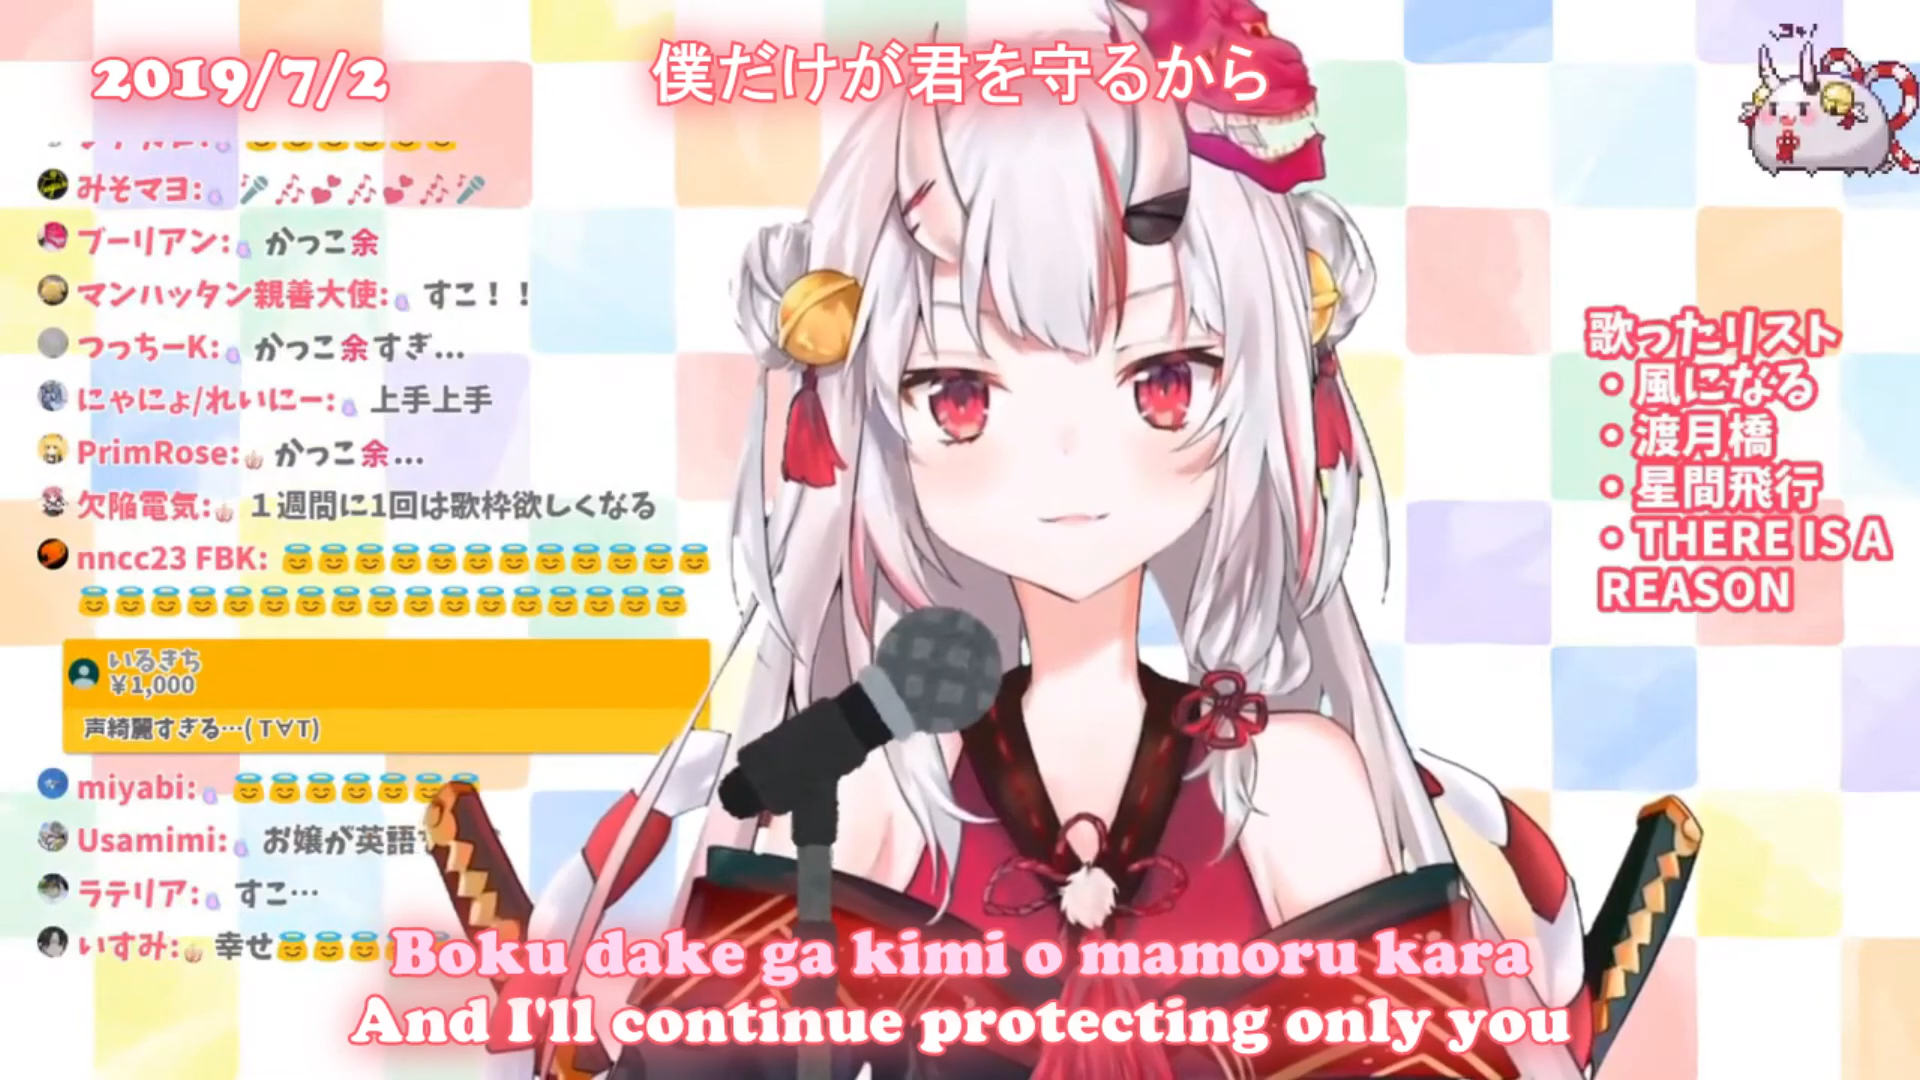 2019/7/2
僕だけが君を守るから
みそマヨ:
ブーリアン: かっこ余
マンハッタン親善大使: すこ！！
つっちーK: かっこ余すぎ…
にゃにょ/れいにー: 上手上手
PrimRose: かっこ余…
欠陥電気: １週間に1回は歌枠欲しくなる
nncc23 FBK: 😇😇😇😇😇😇😇😇😇😇😇😇
😇😇😇😇😇😇😇😇😇😇😇😇😇😇😇😇😇
いるきち
￥1,000
声綺麗すぎる…( T∀T)
miyabi: 😇😇😇😇😇😇😇
Usamimi: お嬢が英語
ラテリア: すこ…
いすみ: 幸せ😇😇😇
歌ったリスト
・風になる
・渡月橋
・星間飛行
・THERE IS A
REASON
Boku dake ga kimi o mamoru kara
And I'll continue protecting only you